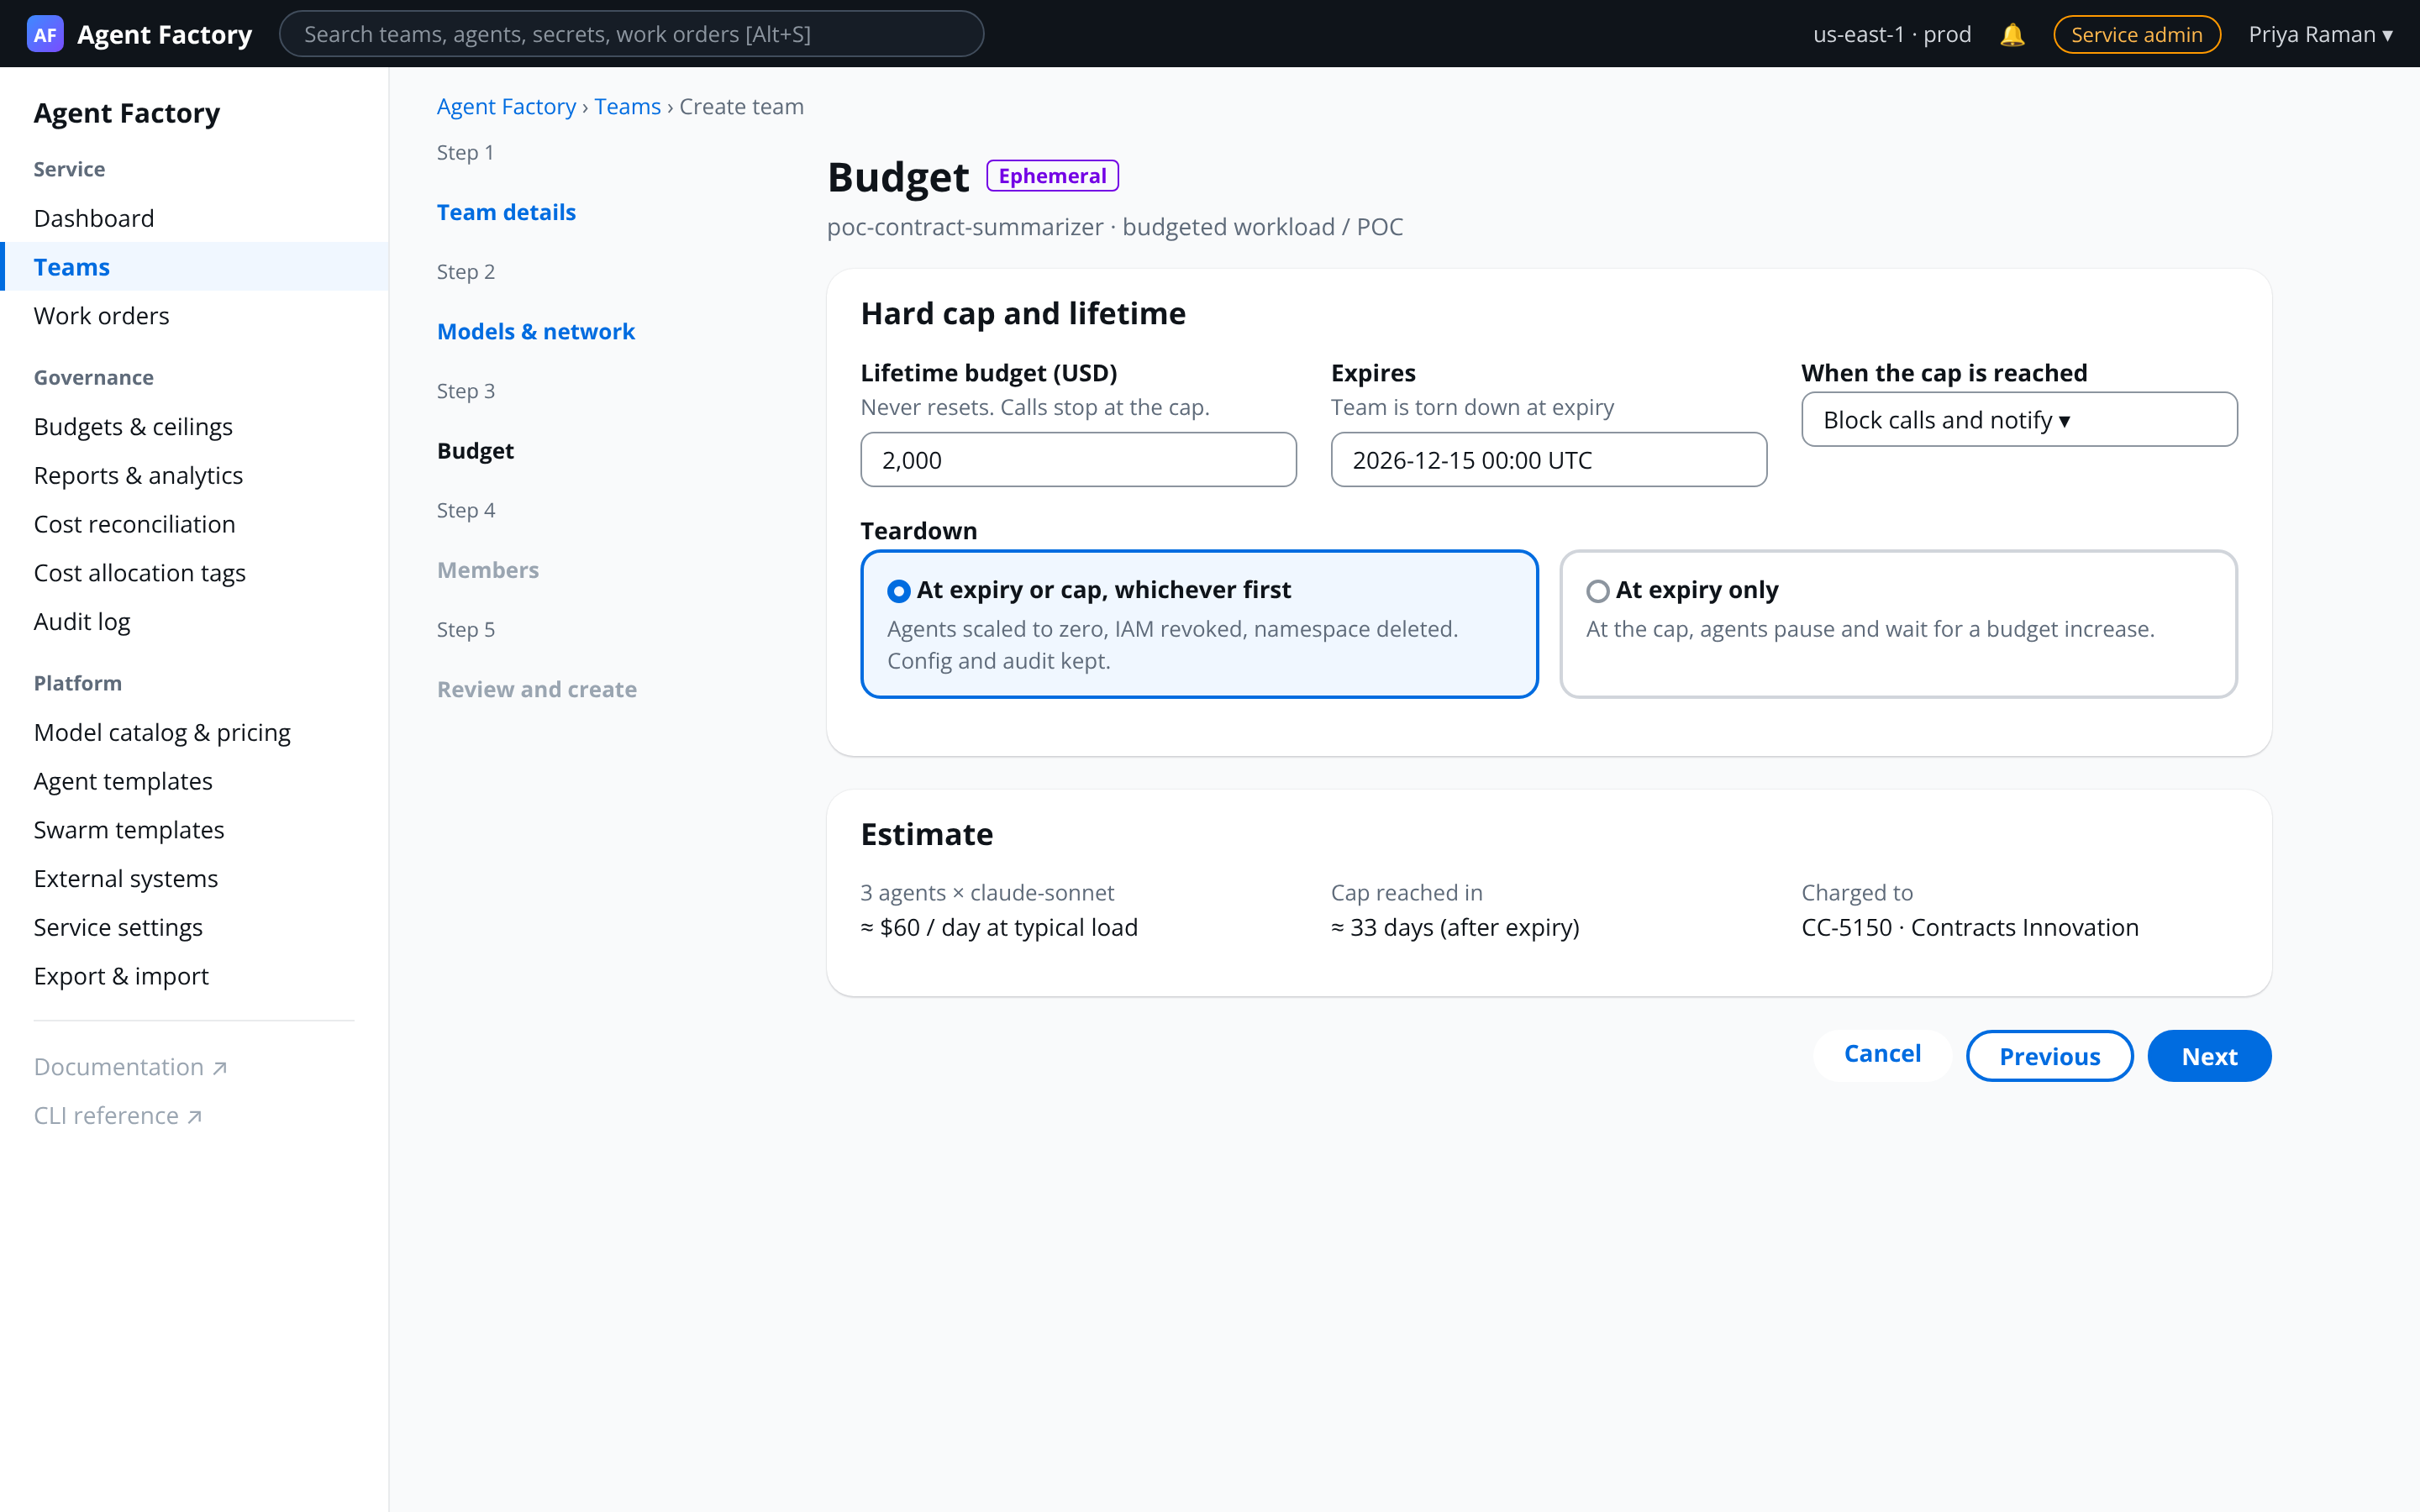 AF Agent Factory
Search teams, agents, secrets, work orders [Alt+S]
us-east-1 · prod
Service admin
Priya Raman ▾
Agent Factory
Service
Dashboard
Teams
Work orders
Governance
Budgets & ceilings
Reports & analytics
Cost reconciliation
Cost allocation tags
Audit log
Platform
Model catalog & pricing
Agent templates
Swarm templates
External systems
Service settings
Export & import
Documentation ↗
CLI reference ↗
Agent Factory › Teams › Create team
Step 1
Team details
Step 2
Models & network
Step 3
Budget
Step 4
Members
Step 5
Review and create
Budget Ephemeral
poc-contract-summarizer · budgeted workload / POC
Hard cap and lifetime
Lifetime budget (USD)
Never resets. Calls stop at the cap.
2,000
Expires
Team is torn down at expiry
2026-12-15 00:00 UTC
When the cap is reached
Block calls and notify ▾
Teardown
At expiry or cap, whichever first
Agents scaled to zero, IAM revoked, namespace deleted.
Config and audit kept.
At expiry only
At the cap, agents pause and wait for a budget increase.
Estimate
3 agents × claude-sonnet
≈ $60 / day at typical load
Cap reached in
≈ 33 days (after expiry)
Charged to
CC-5150 · Contracts Innovation
Cancel
Previous
Next